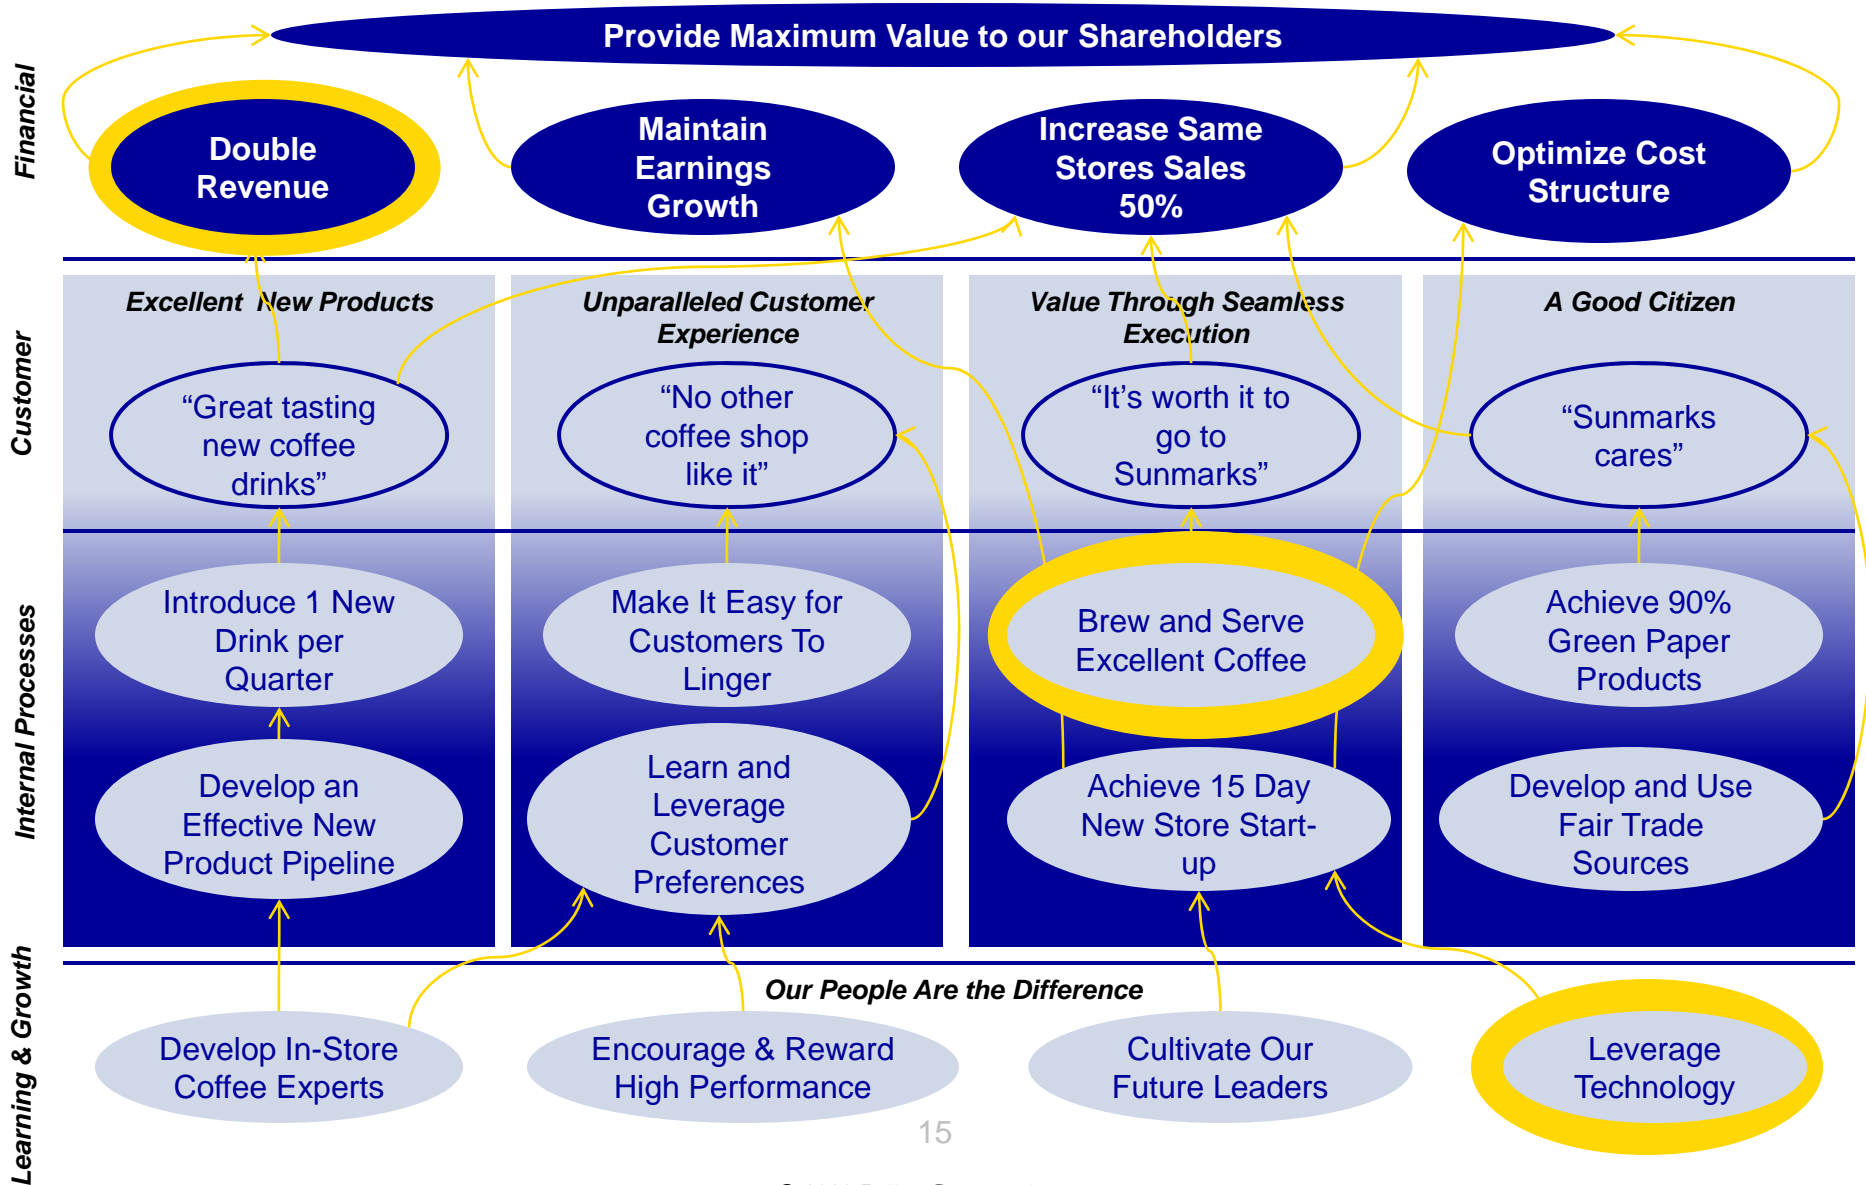 Provide Maximum Value to our Shareholders
Financial
Double
Revenue
Maintain
Earnings
Growth
Increase Same
Stores Sales
50%
Optimize Cost
Structure
Customer
Excellent New Products
Unparalleled Customer
Experience
Value Through Seamless
Execution
A Good Citizen
“Great tasting
new coffee
drinks”
“No other
coffee shop
like it”
“It’s worth it to
go to
Sunmarks”
“Sunmarks
cares”
Internal Processes
Introduce 1 New
Drink per
Quarter
Make It Easy for
Customers To
Linger
Brew and Serve
Excellent Coffee
Achieve 90%
Green Paper
Products
Develop an
Effective New
Product Pipeline
Learn and
Leverage
Customer
Preferences
Achieve 15 Day
New Store Start-
up
Develop and Use
Fair Trade
Sources
Learning & Growth
Our People Are the Difference
Develop In-Store
Coffee Experts
Encourage & Reward
High Performance
Cultivate Our
Future Leaders
Leverage
Technology
15